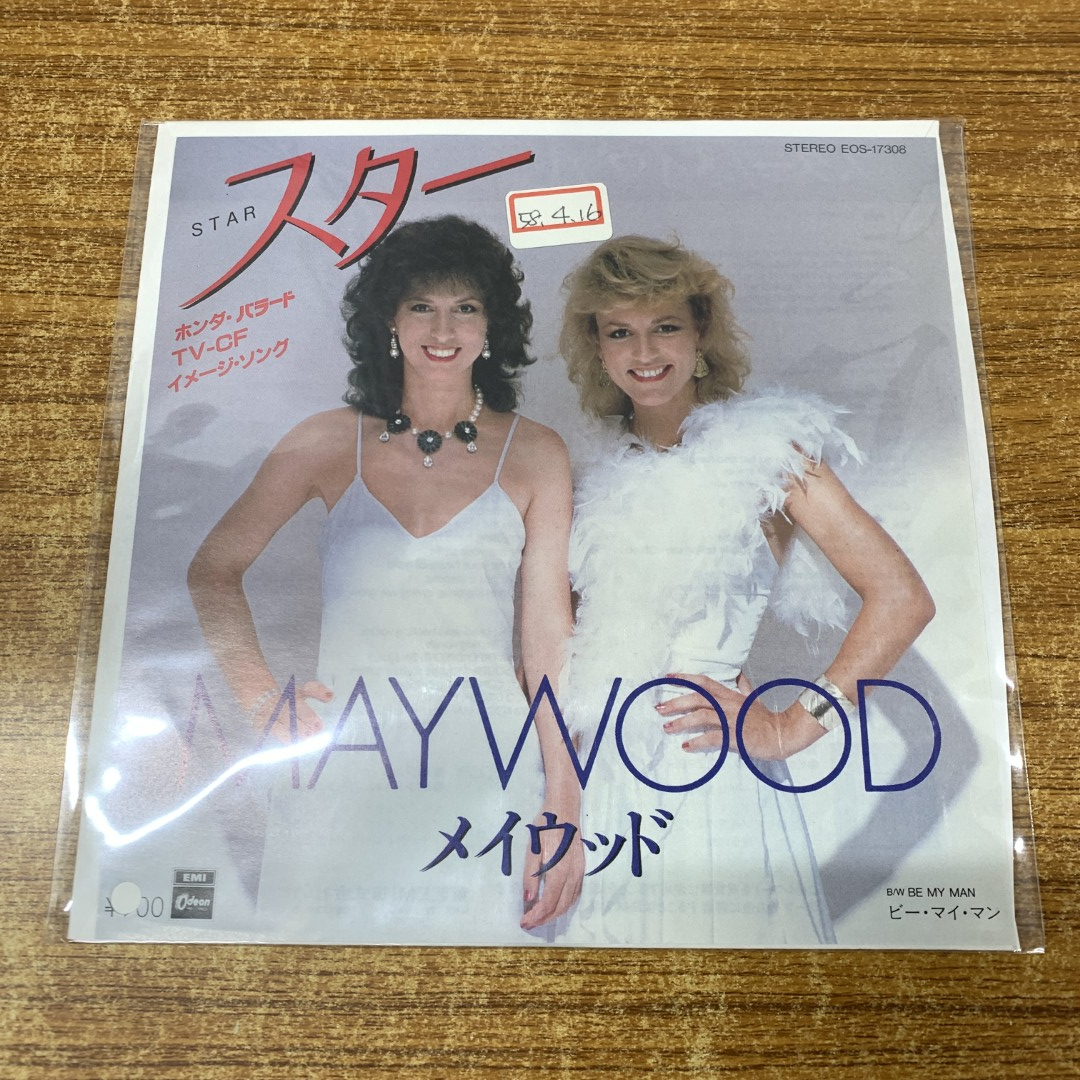 STEREO EOS-17308
STAR
スター
58.4.16
ホンダ・バラード
TV-CF
イメージ・ソング
MAYWOOD
メイウッド
EMI
Odeon
B/W BE MY MAN
ビー・マイ・マン